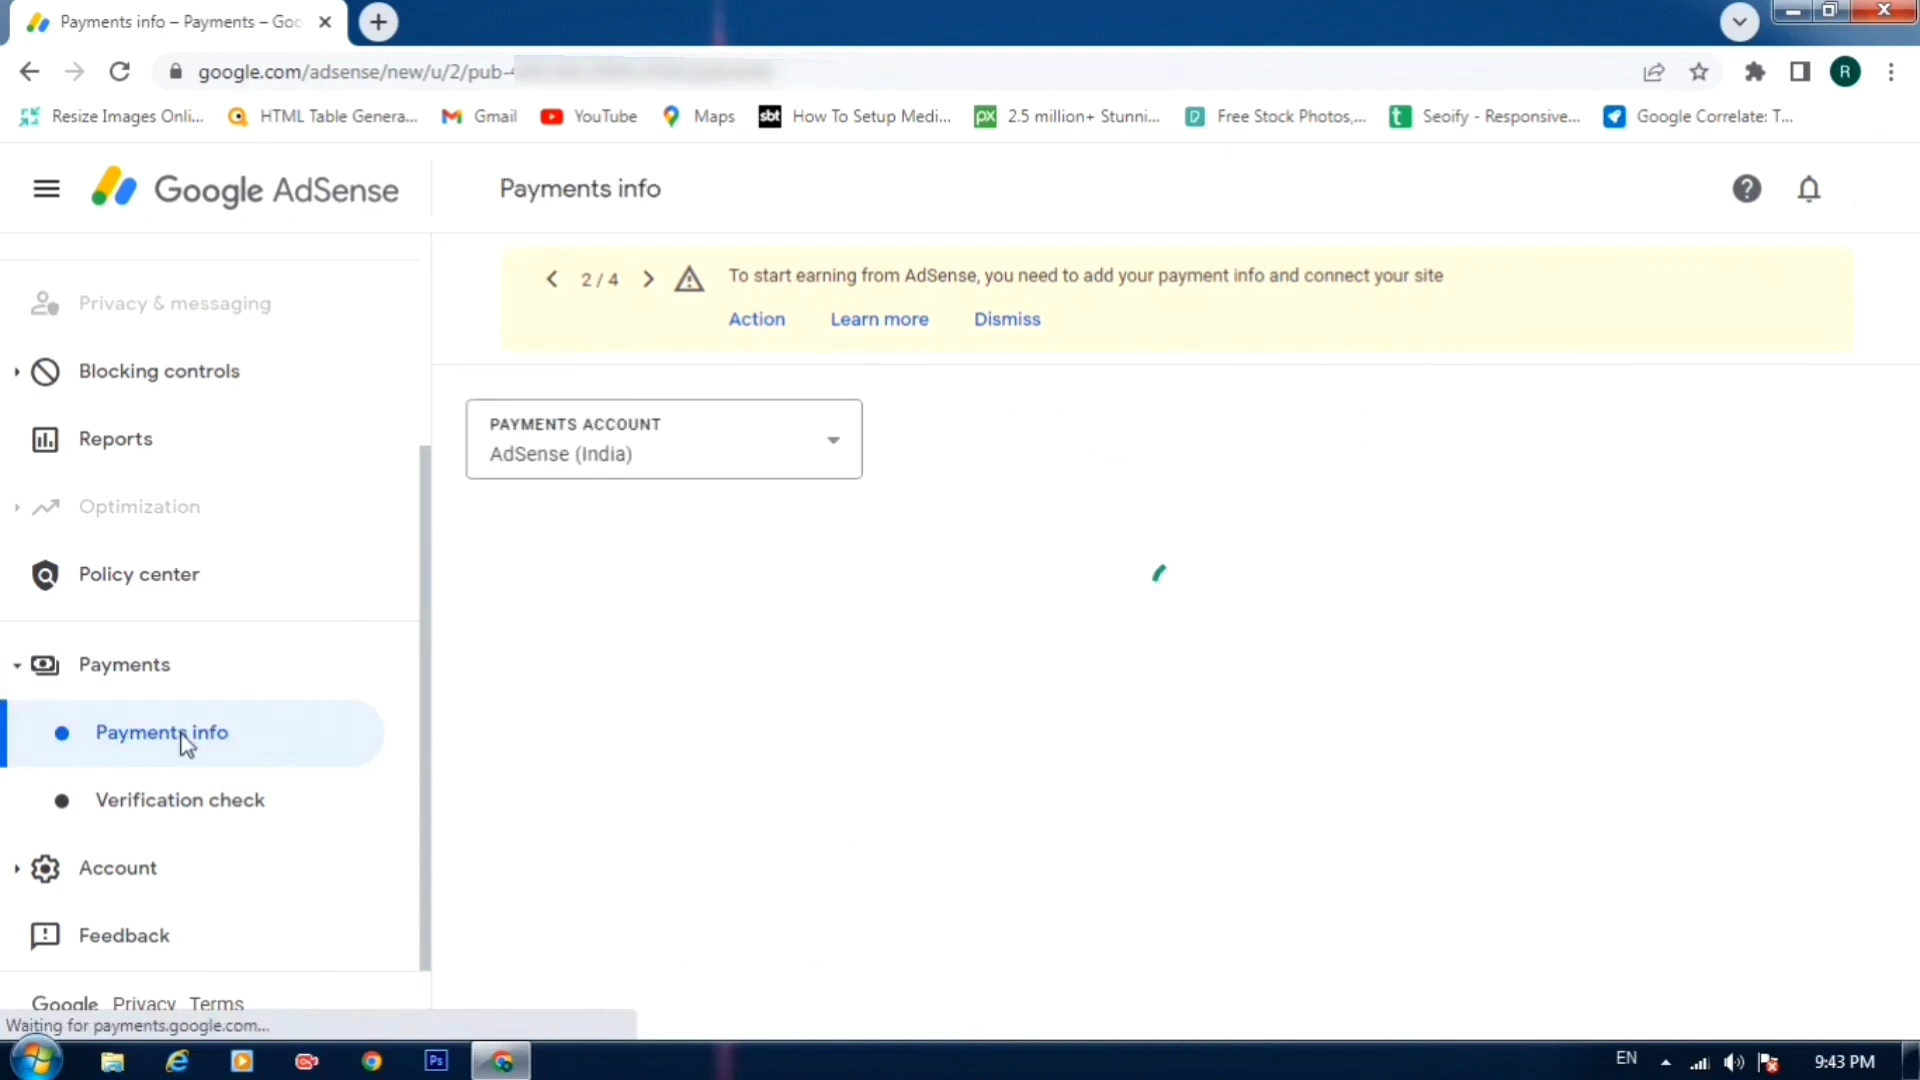 Payments info – Payments – Goo
google.com/adsense/new/u/2/pub-4
R
Resize Images Onli...
HTML Table Genera...
Gmail
YouTube
Maps
sbt
How To Setup Medi...
px
2.5 million+ Stunni...
D
Free Stock Photos,...
t
Seoify - Responsive...
Google Correlate: T...
Google AdSense
Payments info
2 / 4
To start earning from AdSense, you need to add your payment info and connect your site
Action
Learn more
Dismiss
Privacy & messaging
Blocking controls
Reports
Optimization
Policy center
Payments
Payments info
Verification check
Account
Feedback
PAYMENTS ACCOUNT
AdSense (India)
Google Privacy Terms
Waiting for payments.google.com...
Ps
EN
9:43 PM